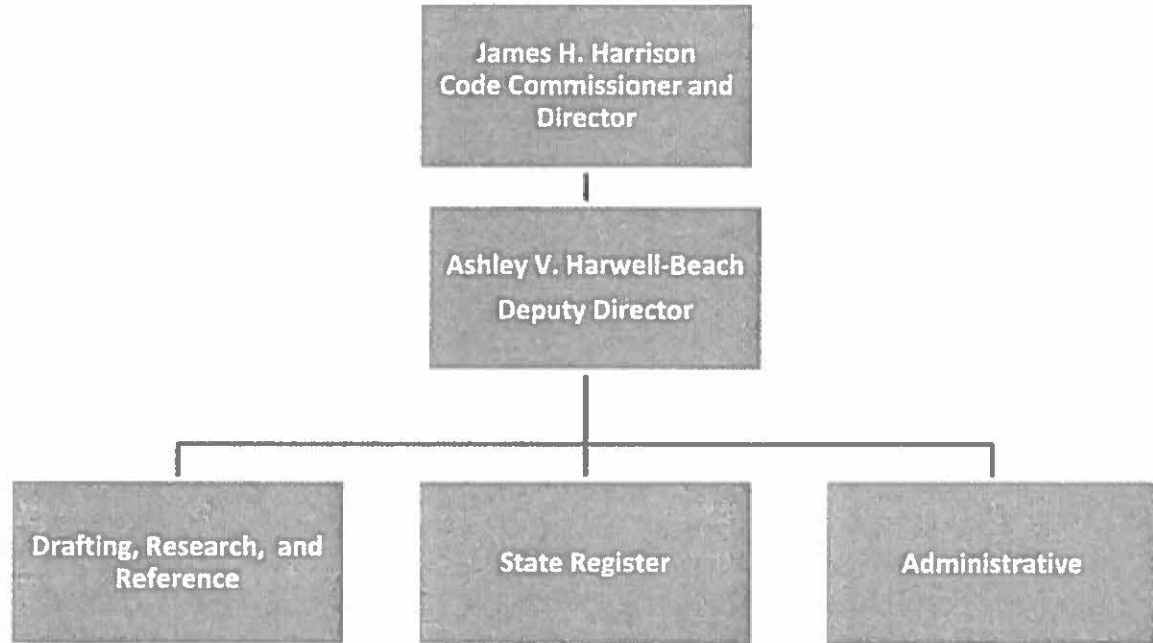 James H. Harrison
Code Commissioner and
Director
Ashley V. Harwell-Beach
Deputy Director
Drafting, Research, and
Reference
State Register
Administrative